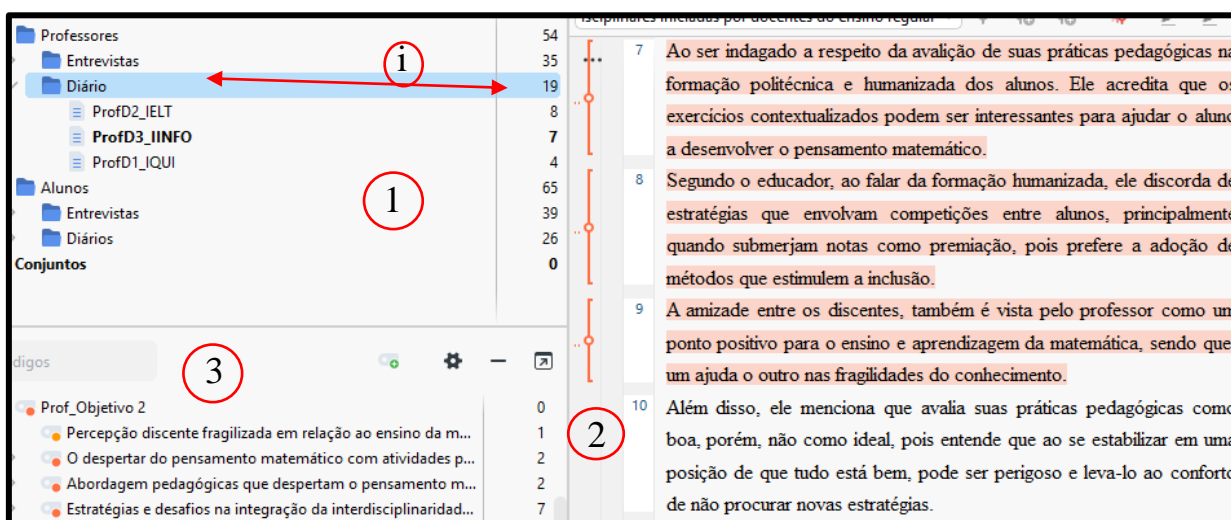 isciplinares iniciadas por docentes do ensino regular
Professores 54
Entrevistas 35
i
Diário 19
ProfD2_IELT 8
ProfD3_IINFO 7
ProfD1_IQUI 4
Alunos 65
1
Entrevistas 39
Diários 26
Conjuntos 0
digos
3
Prof_Objetivo 2 0
Percepção discente fragilizada em relação ao ensino da m... 1
O despertar do pensamento matemático com atividades p... 2
Abordagem pedagógicas que despertam o pensamento m... 2
Estratégias e desafios na integração da interdisciplinaridad... 7
2
7 Ao ser indagado a respeito da avalição de suas práticas pedagógicas na
formação politécnica e humanizada dos alunos. Ele acredita que os
exercícios contextualizados podem ser interessantes para ajudar o aluno
a desenvolver o pensamento matemático.
8 Segundo o educador, ao falar da formação humanizada, ele discorda de
estratégias que envolvam competições entre alunos, principalmente
quando submerjam notas como premiação, pois prefere a adoção de
métodos que estimulem a inclusão.
9 A amizade entre os discentes, também é vista pelo professor como um
ponto positivo para o ensino e aprendizagem da matemática, sendo que
um ajuda o outro nas fragilidades do conhecimento.
10 Além disso, ele menciona que avalia suas práticas pedagógicas como
boa, porém, não como ideal, pois entende que ao se estabilizar em uma
posição de que tudo está bem, pode ser perigoso e leva-lo ao conforto
de não procurar novas estratégias.